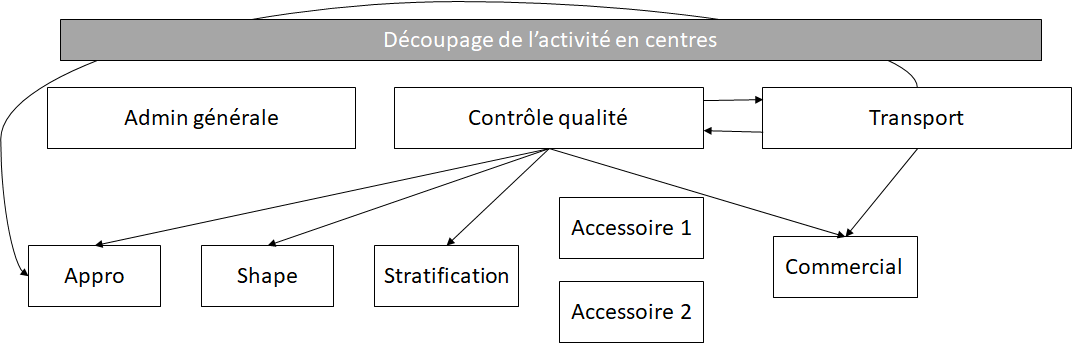 Découpage de l’activité en centres
Admin générale
Contrôle qualité
Transport
Accessoire 1
Appro
Shape
Stratification
Commercial
Accessoire 2